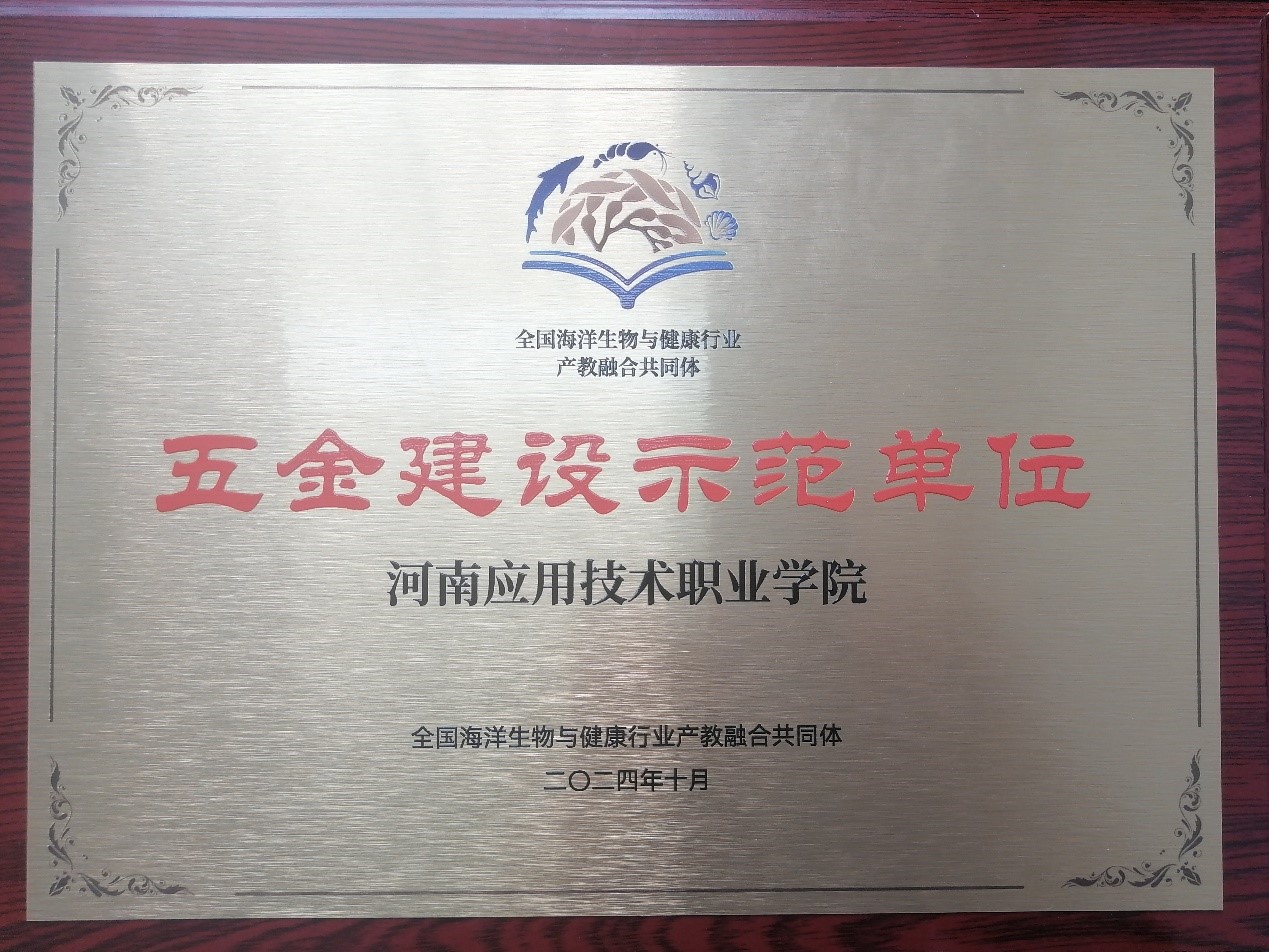 全国海洋生物与健康行业
产教融合共同体
五金建设示范单位
河南应用技术职业学院
全国海洋生物与健康行业产教融合共同体
二〇二四年十月